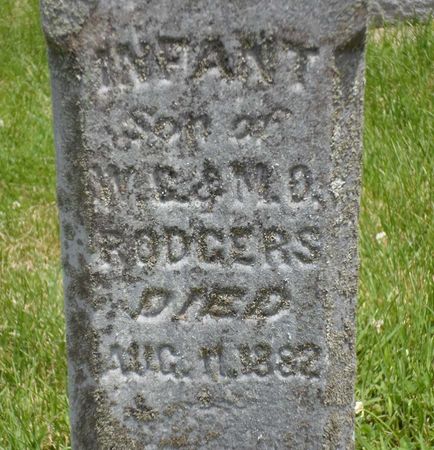 INFANT
Son of
W. C. & M. O.
RODGERS
DIED
AUG. 11. 1882